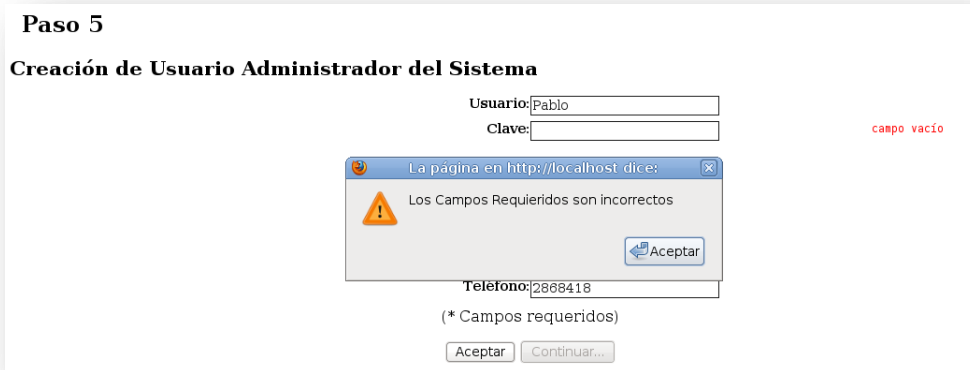 Paso 5
Creación de Usuario Administrador del Sistema
Usuario: Pablo
Clave: campo vacío
La página en http://localhost dice:
Los Campos Requieridos son incorrectos
Aceptar
Teléfono: 2868418
(* Campos requeridos)
Aceptar Continuar...